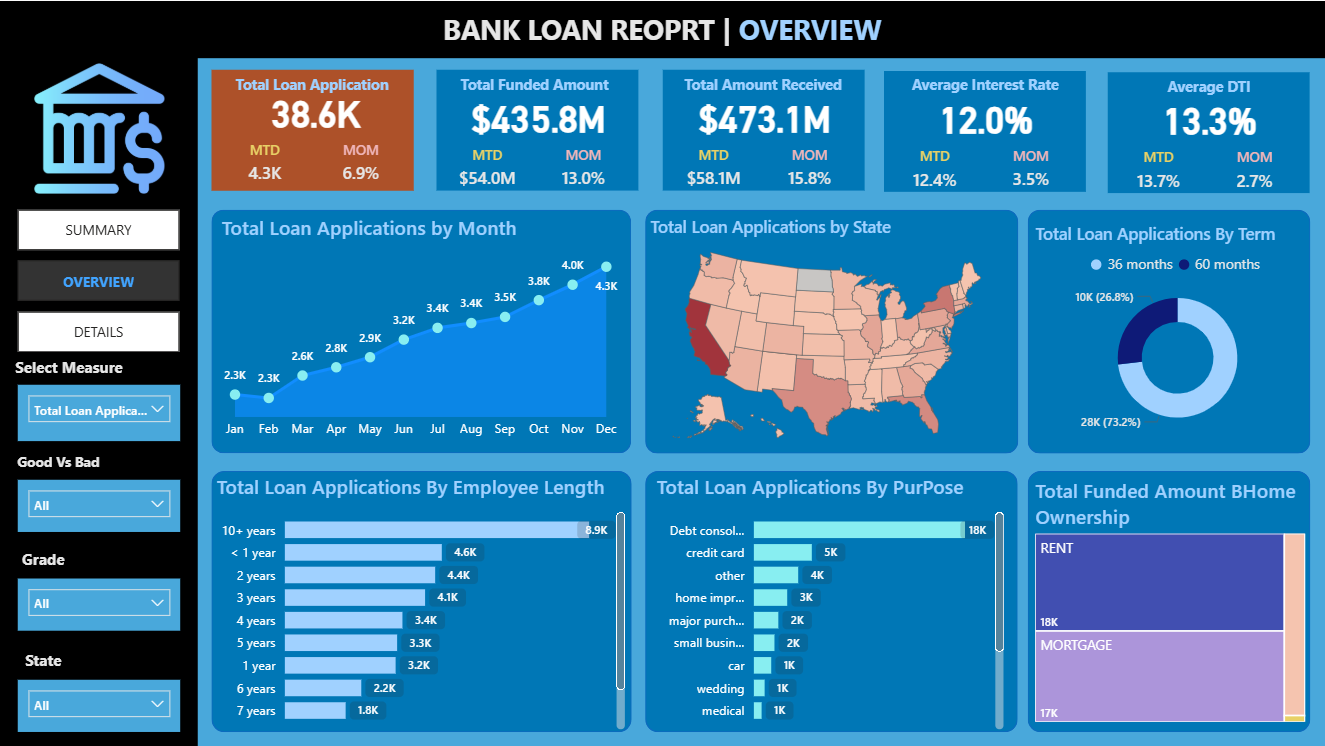 BANK LOAN REOPRT | OVERVIEW
Total Loan Application
38.6K
MTD
MOM
4.3K
6.9%
Total Funded Amount
$435.8M
MTD
MOM
$54.0M
13.0%
Total Amount Received
$473.1M
MTD
MOM
$58.1M
15.8%
Average Interest Rate
12.0%
MTD
MOM
12.4%
3.5%
Average DTI
13.3%
MTD
MOM
13.7%
2.7%
SUMMARY
OVERVIEW
DETAILS
Select Measure
Total Loan Applica...
Good Vs Bad
All
Grade
All
State
All
Total Loan Applications by Month
2.3K
2.3K
2.6K
2.8K
2.9K
3.2K
3.4K
3.4K
3.5K
3.8K
4.0K
4.3K
Jan Feb Mar Apr May Jun Jul Aug Sep Oct Nov Dec
Total Loan Applications by State
Total Loan Applications By Term
36 months 60 months
10K (26.8%)
28K (73.2%)
Total Loan Applications By Employee Length
10+ years 8.9K
< 1 year 4.6K
2 years 4.4K
3 years 4.1K
4 years 3.4K
5 years 3.3K
1 year 3.2K
6 years 2.2K
7 years 1.8K
Total Loan Applications By PurPose
Debt consol... 18K
credit card 5K
other 4K
home impr... 3K
major purch... 2K
small busin... 2K
car 1K
wedding 1K
medical 1K
Total Funded Amount BHome
Ownership
RENT
18K
MORTGAGE
17K